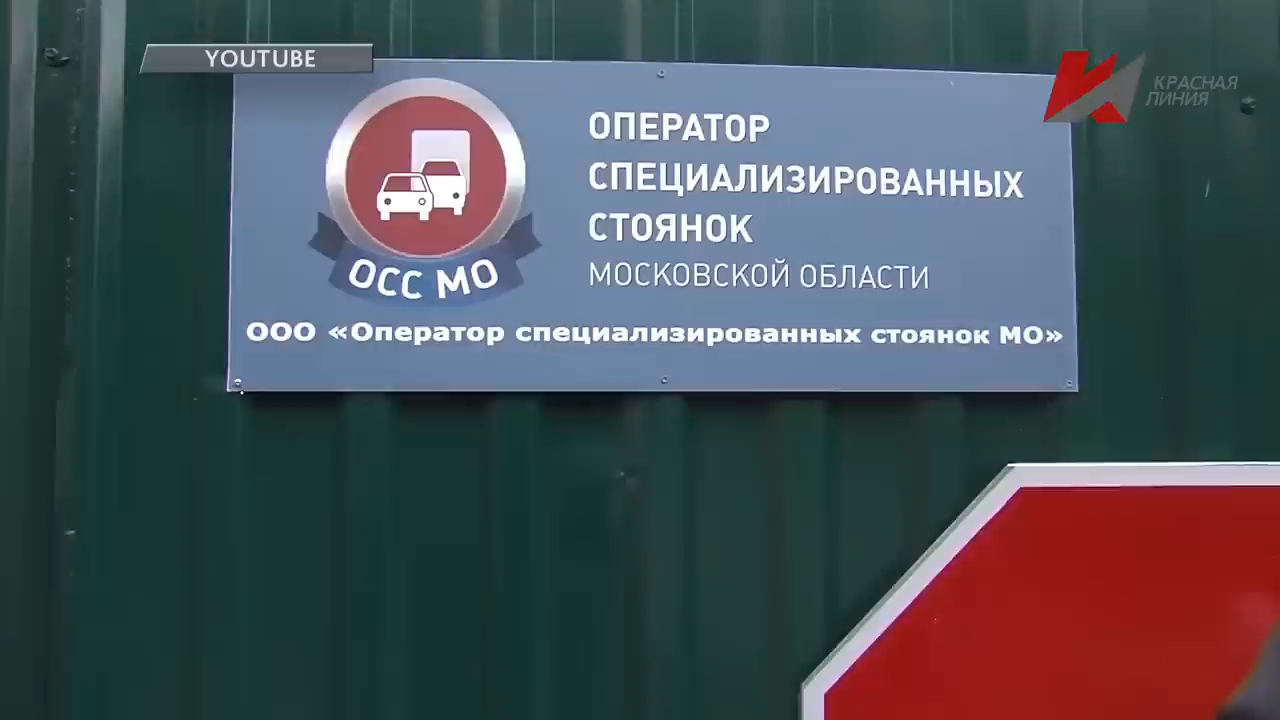 YOUTUBE
КРАСНАЯ
ЛИНИЯ
ОПЕРАТОР
СПЕЦИАЛИЗИРОВАННЫХ
СТОЯНОК
МОСКОВСКОЙ ОБЛАСТИ
ОСС МО
ООО «Оператор специализированных стоянок МО»